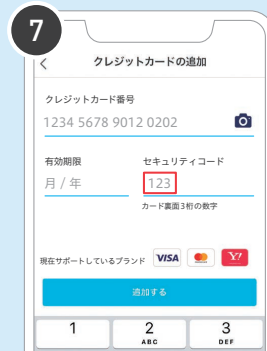 7
クレジットカードの追加
クレジットカード番号
1234 5678 9012 0202
有効期限 セキュリティコード
月 / 年 123
カード裏面3桁の数字
現在サポートしているブランド VISA Y!
追加する
1 2 3
ABC DEF